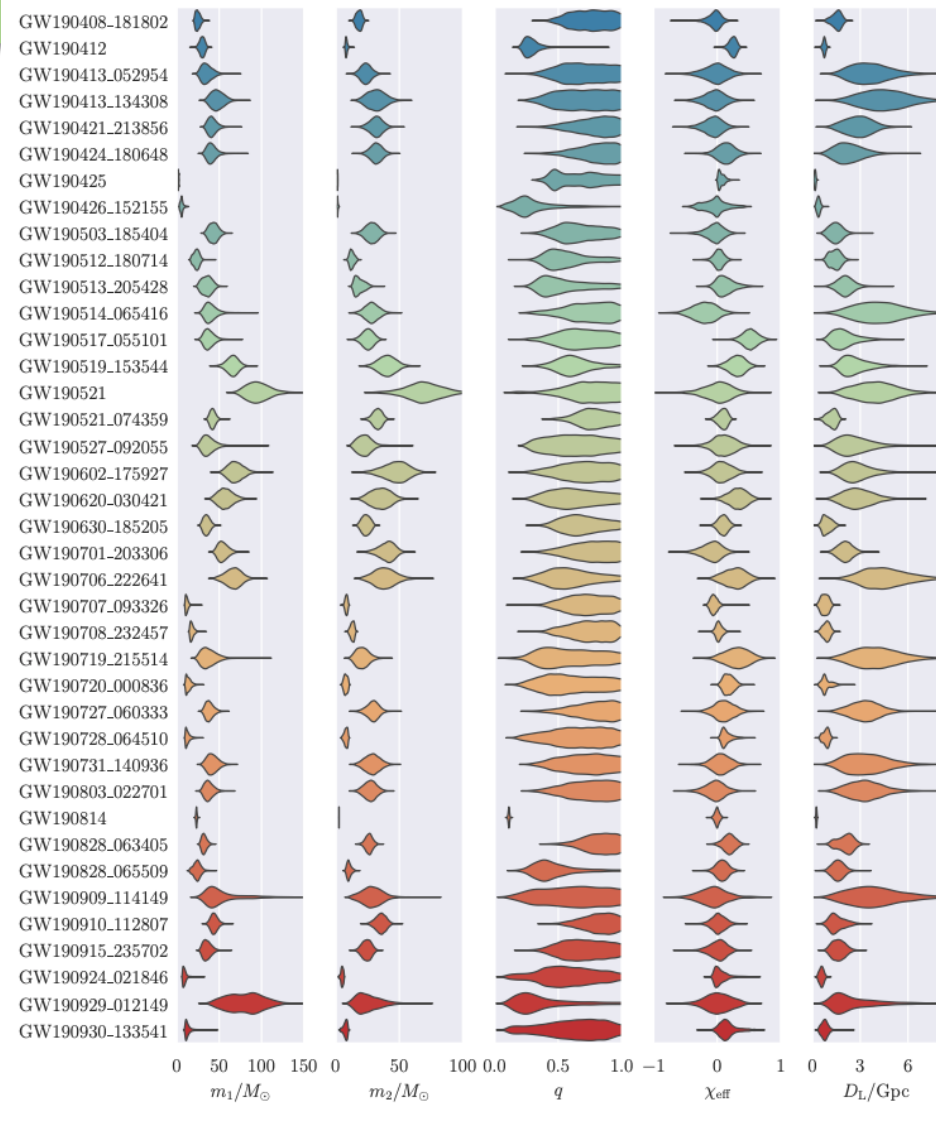 GW190408_181802
GW190412
GW190413_052954
GW190413_134308
GW190421_213856
GW190424_180648
GW190425
GW190426_152155
GW190503_185404
GW190512_180714
GW190513_205428
GW190514_065416
GW190517_055101
GW190519_153544
GW190521
GW190521_074359
GW190527_092055
GW190602_175927
GW190620_030421
GW190630_185205
GW190701_203306
GW190706_222641
GW190707_093326
GW190708_232457
GW190719_215514
GW190720_000836
GW190727_060333
GW190728_064510
GW190731_140936
GW190803_022701
GW190814
GW190828_063405
GW190828_065509
GW190909_114149
GW190910_112807
GW190915_235702
GW190924_021846
GW190929_012149
GW190930_133541
0 50 100 150 0 50 100 0.0 0.5 1.0 −1 0 1 0 3 6
m₁/M☉ m₂/M☉ q χeff DL/Gpc